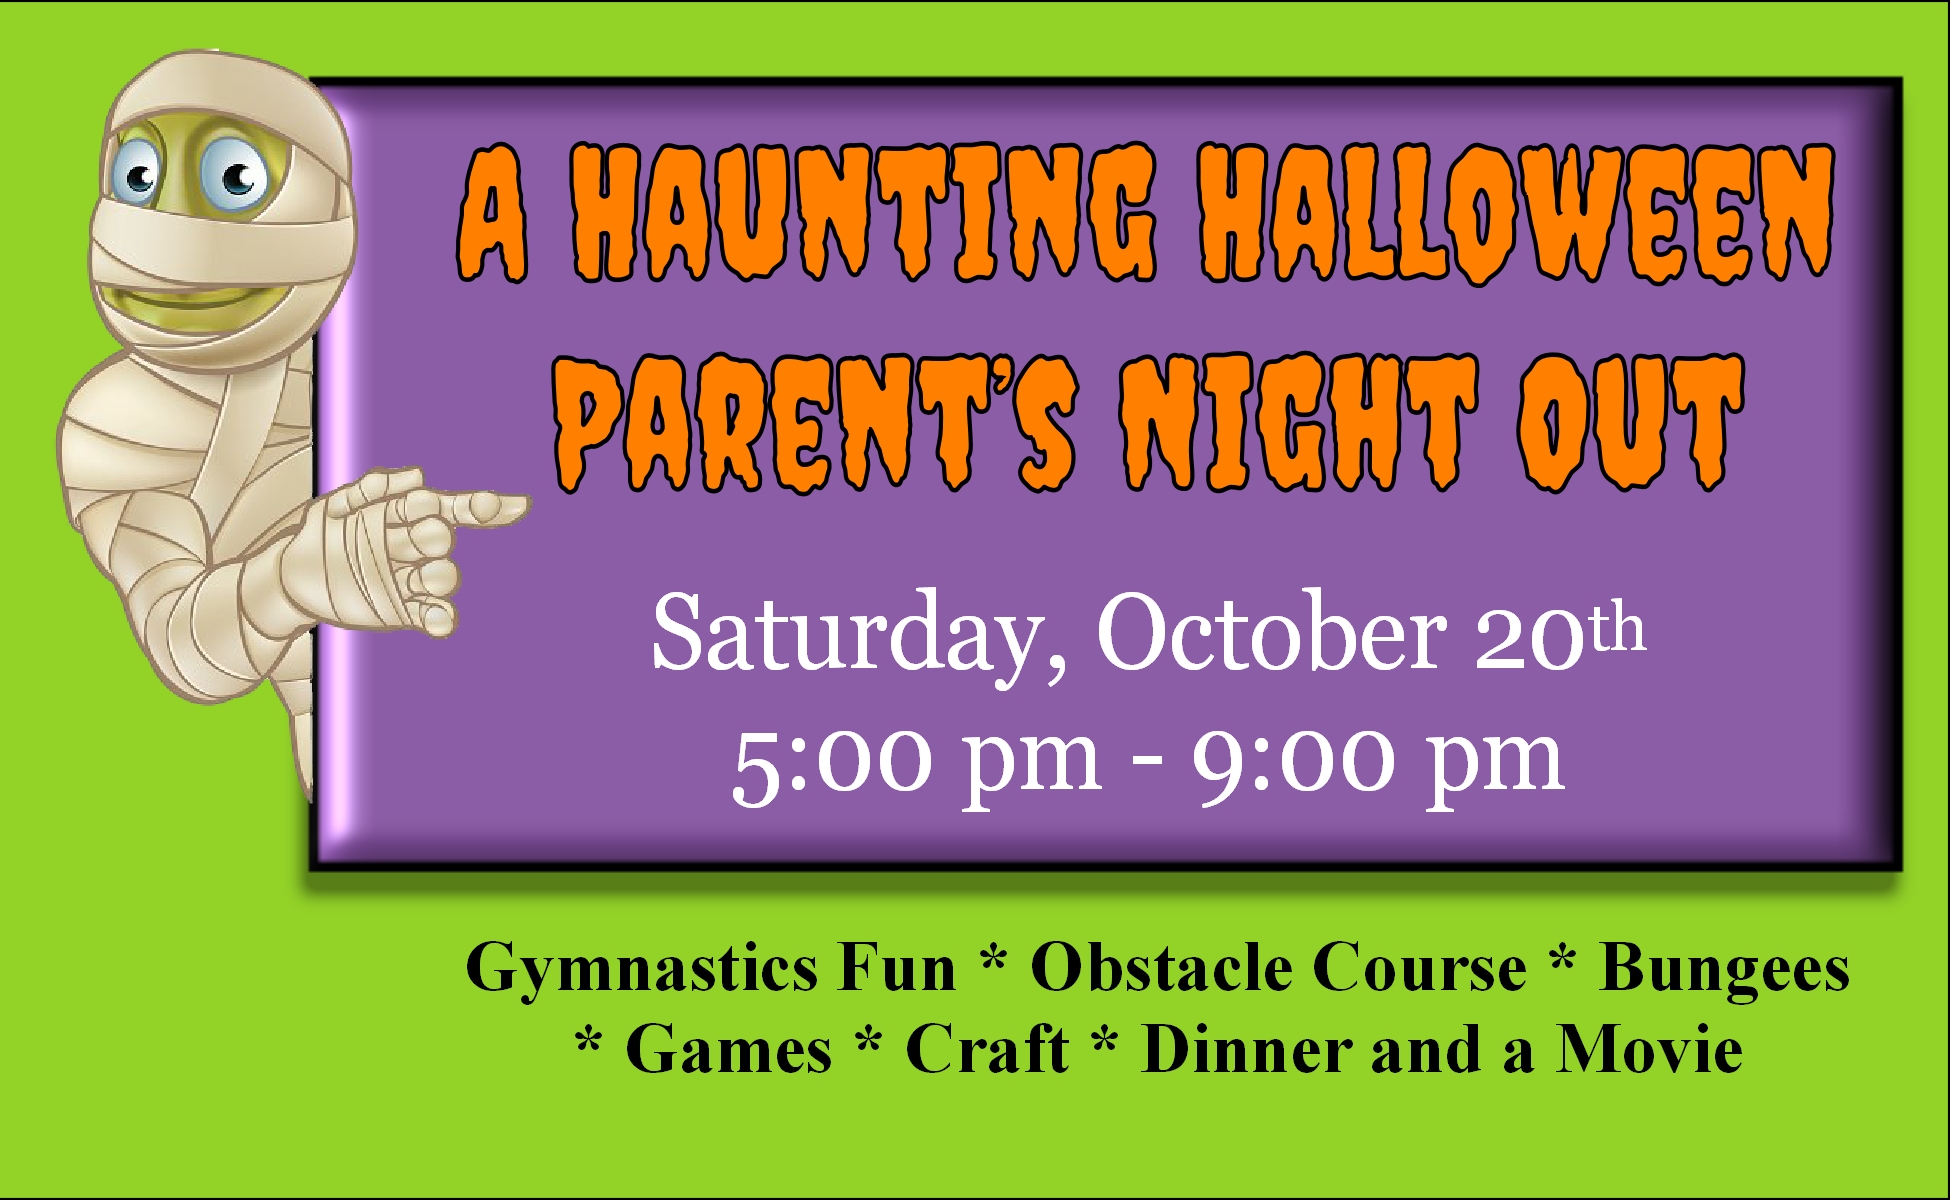 A HAUNTING HALLOWEEN
PARENT'S NIGHT OUT
Saturday, October 20th
5:00 pm - 9:00 pm
Gymnastics Fun * Obstacle Course * Bungees
* Games * Craft * Dinner and a Movie